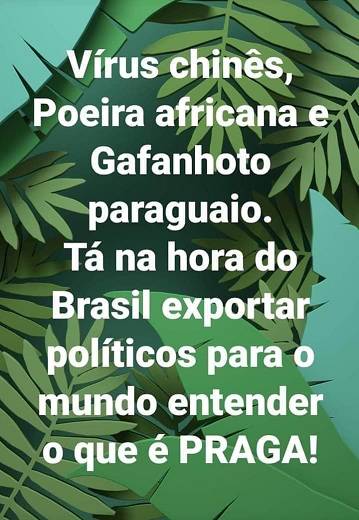 Vírus chinês,
Poeira africana e
Gafanhoto
paraguaio.
Tá na hora do
Brasil exportar
políticos para o
mundo entender
o que é PRAGA!